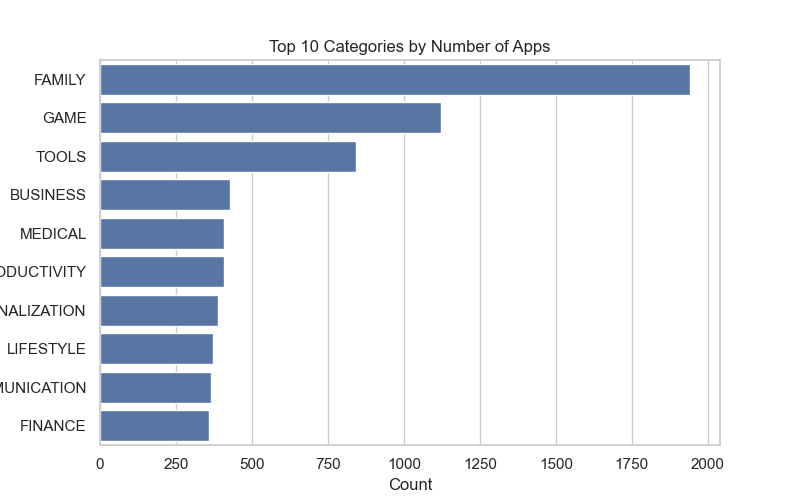 Top 10 Categories by Number of Apps
FAMILY
GAME
TOOLS
BUSINESS
MEDICAL
ODUCTIVITY
NALIZATION
LIFESTYLE
MUNICATION
FINANCE
0 250 500 750 1000 1250 1500 1750 2000
Count